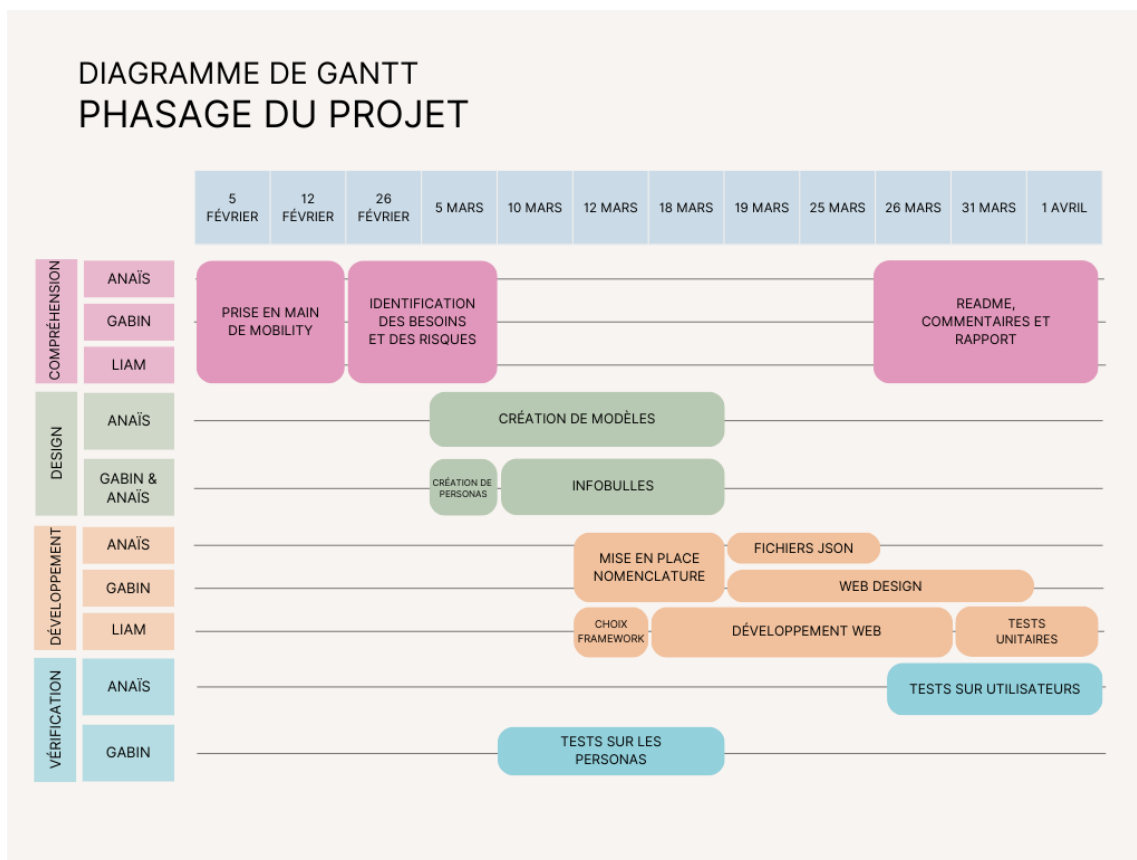 DIAGRAMME DE GANTT
PHASAGE DU PROJET
5
FÉVRIER
12
FÉVRIER
26
FÉVRIER
5 MARS
10 MARS
12 MARS
18 MARS
19 MARS
25 MARS
26 MARS
31 MARS
1 AVRIL
COMPRÉHENSION
ANAÏS
GABIN
LIAM
PRISE EN MAIN
DE MOBILITY
IDENTIFICATION
DES BESOINS
ET DES RISQUES
README,
COMMENTAIRES ET
RAPPORT
DESIGN
ANAÏS
CRÉATION DE MODÈLES
GABIN &
ANAÏS
CRÉATION DE
PERSONAS
INFOBULLES
DÉVELOPPEMENT
ANAÏS
GABIN
LIAM
MISE EN PLACE
NOMENCLATURE
FICHIERS JSON
WEB DESIGN
CHOIX
FRAMEWORK
DÉVELOPPEMENT WEB
TESTS
UNITAIRES
VÉRIFICATION
ANAÏS
TESTS SUR UTILISATEURS
GABIN
TESTS SUR LES
PERSONAS